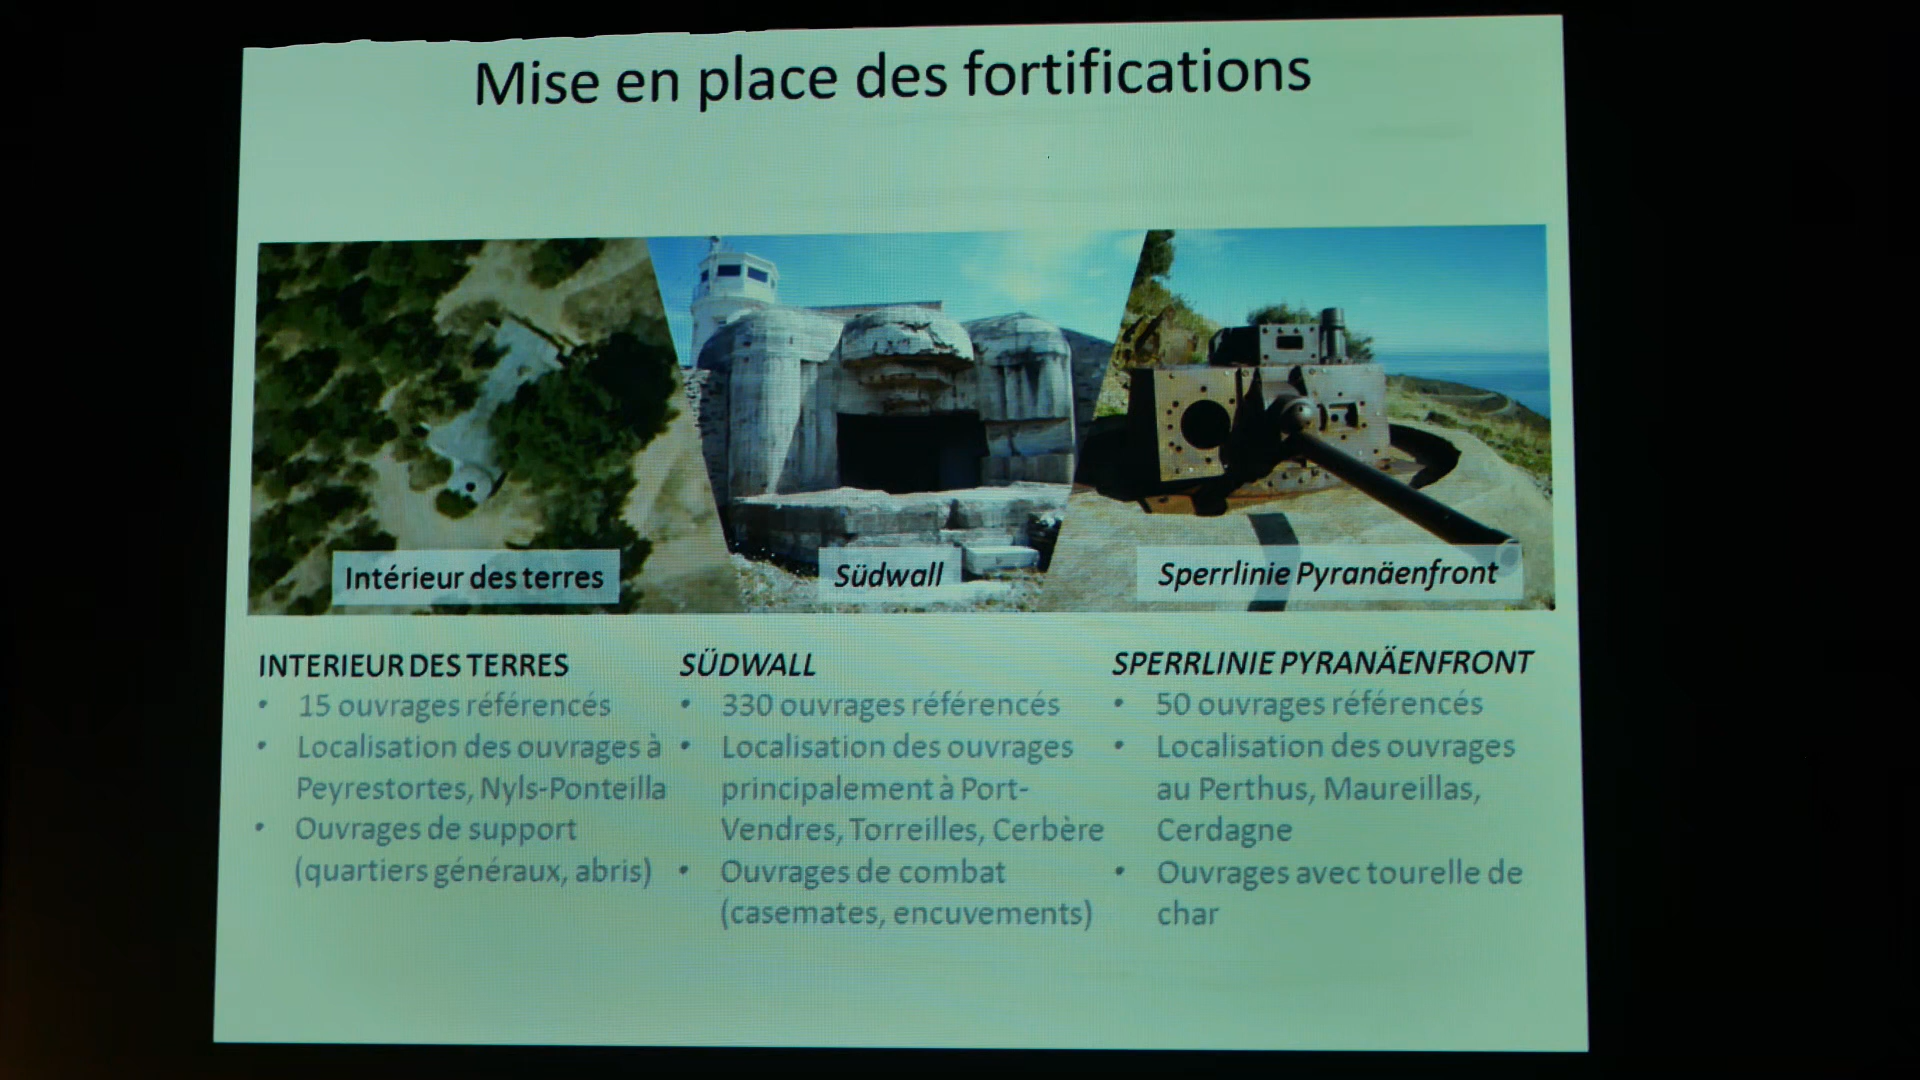 Mise en place des fortifications
Intérieur des terres
Südwall
Sperrlinie Pyranäenfront
INTERIEUR DES TERRES
• 15 ouvrages référencés
• Localisation des ouvrages à
Peyrestortes, Nyls-Ponteilla
• Ouvrages de support
(quartiers généraux, abris)
SÜDWALL
• 330 ouvrages référencés
• Localisation des ouvrages
principalement à Port-
Vendres, Torreilles, Cerbère
• Ouvrages de combat
(casemates, encuvements)
SPERRLINIE PYRANÄENFRONT
• 50 ouvrages référencés
• Localisation des ouvrages
au Perthus, Maureillas,
Cerdagne
• Ouvrages avec tourelle de
char